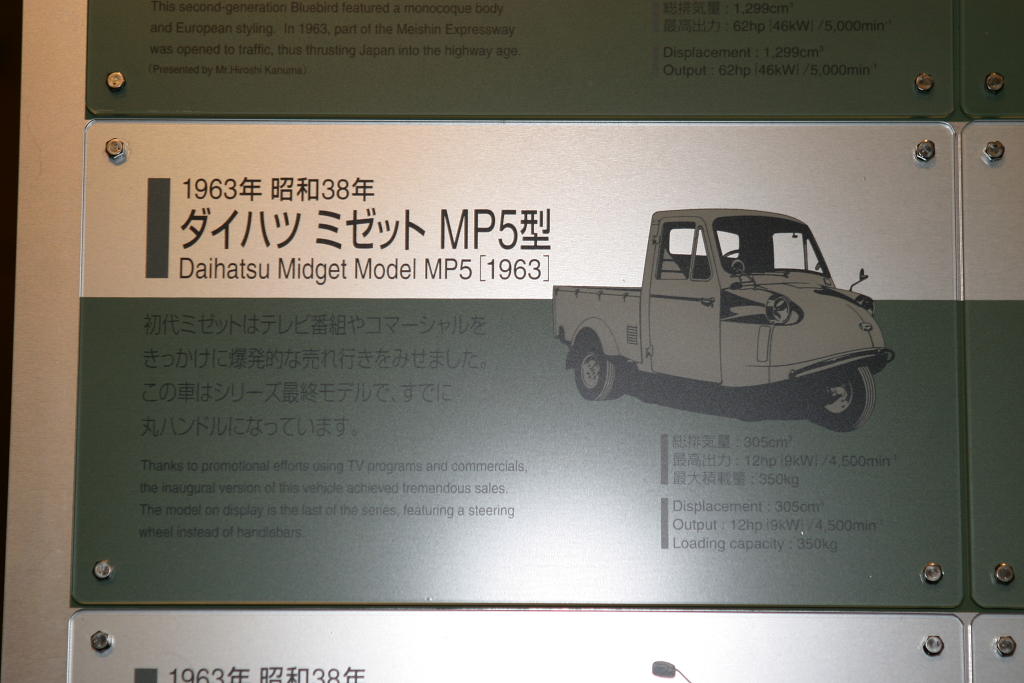 This second-generation Bluebird featured a monocoque body
and European styling. In 1963, part of the Meishin Expressway
was opened to traffic, thus thrusting Japan into the highway age.
(Presented by Mr.Hiroshi Kanuma)
総排気量 : 1,299cm³
最高出力 : 62hp [46kW] /5,000min⁻¹
Displacement : 1,299cm³
Output : 62hp [46kW] /5,000min⁻¹
1963年 昭和38年
ダイハツ ミゼット MP5型
Daihatsu Midget Model MP5 [1963]
初代ミゼットはテレビ番組やコマーシャルを
きっかけに爆発的な売れ行きをみせました。
この車はシリーズ最終モデルで、すでに
丸ハンドルになっています。
Thanks to promotional efforts using TV programs and commercials,
the inaugural version of this vehicle achieved tremendous sales.
The model on display is the last of the series, featuring a steering
wheel instead of handlebars.
総排気量 : 305cm³
最高出力 : 12hp [9kW] /4,500min⁻¹
最大積載量 : 350kg
Displacement : 305cm³
Output : 12hp [9kW] /4,500min⁻¹
Loading capacity : 350kg
1963年 昭和38年